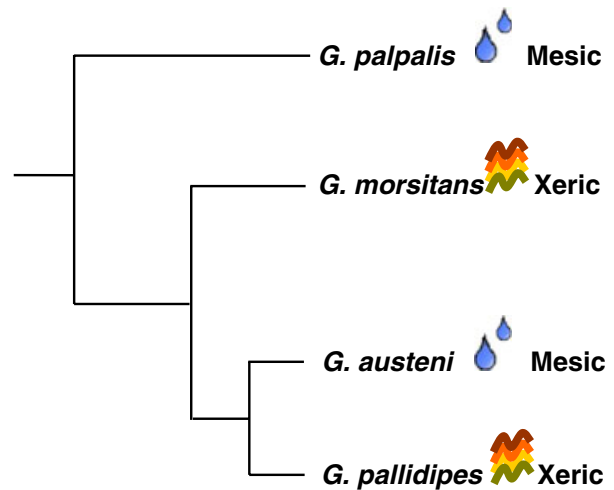 G. palpalis Mesic
G. morsitans Xeric
G. austeni Mesic
G. pallidipes Xeric